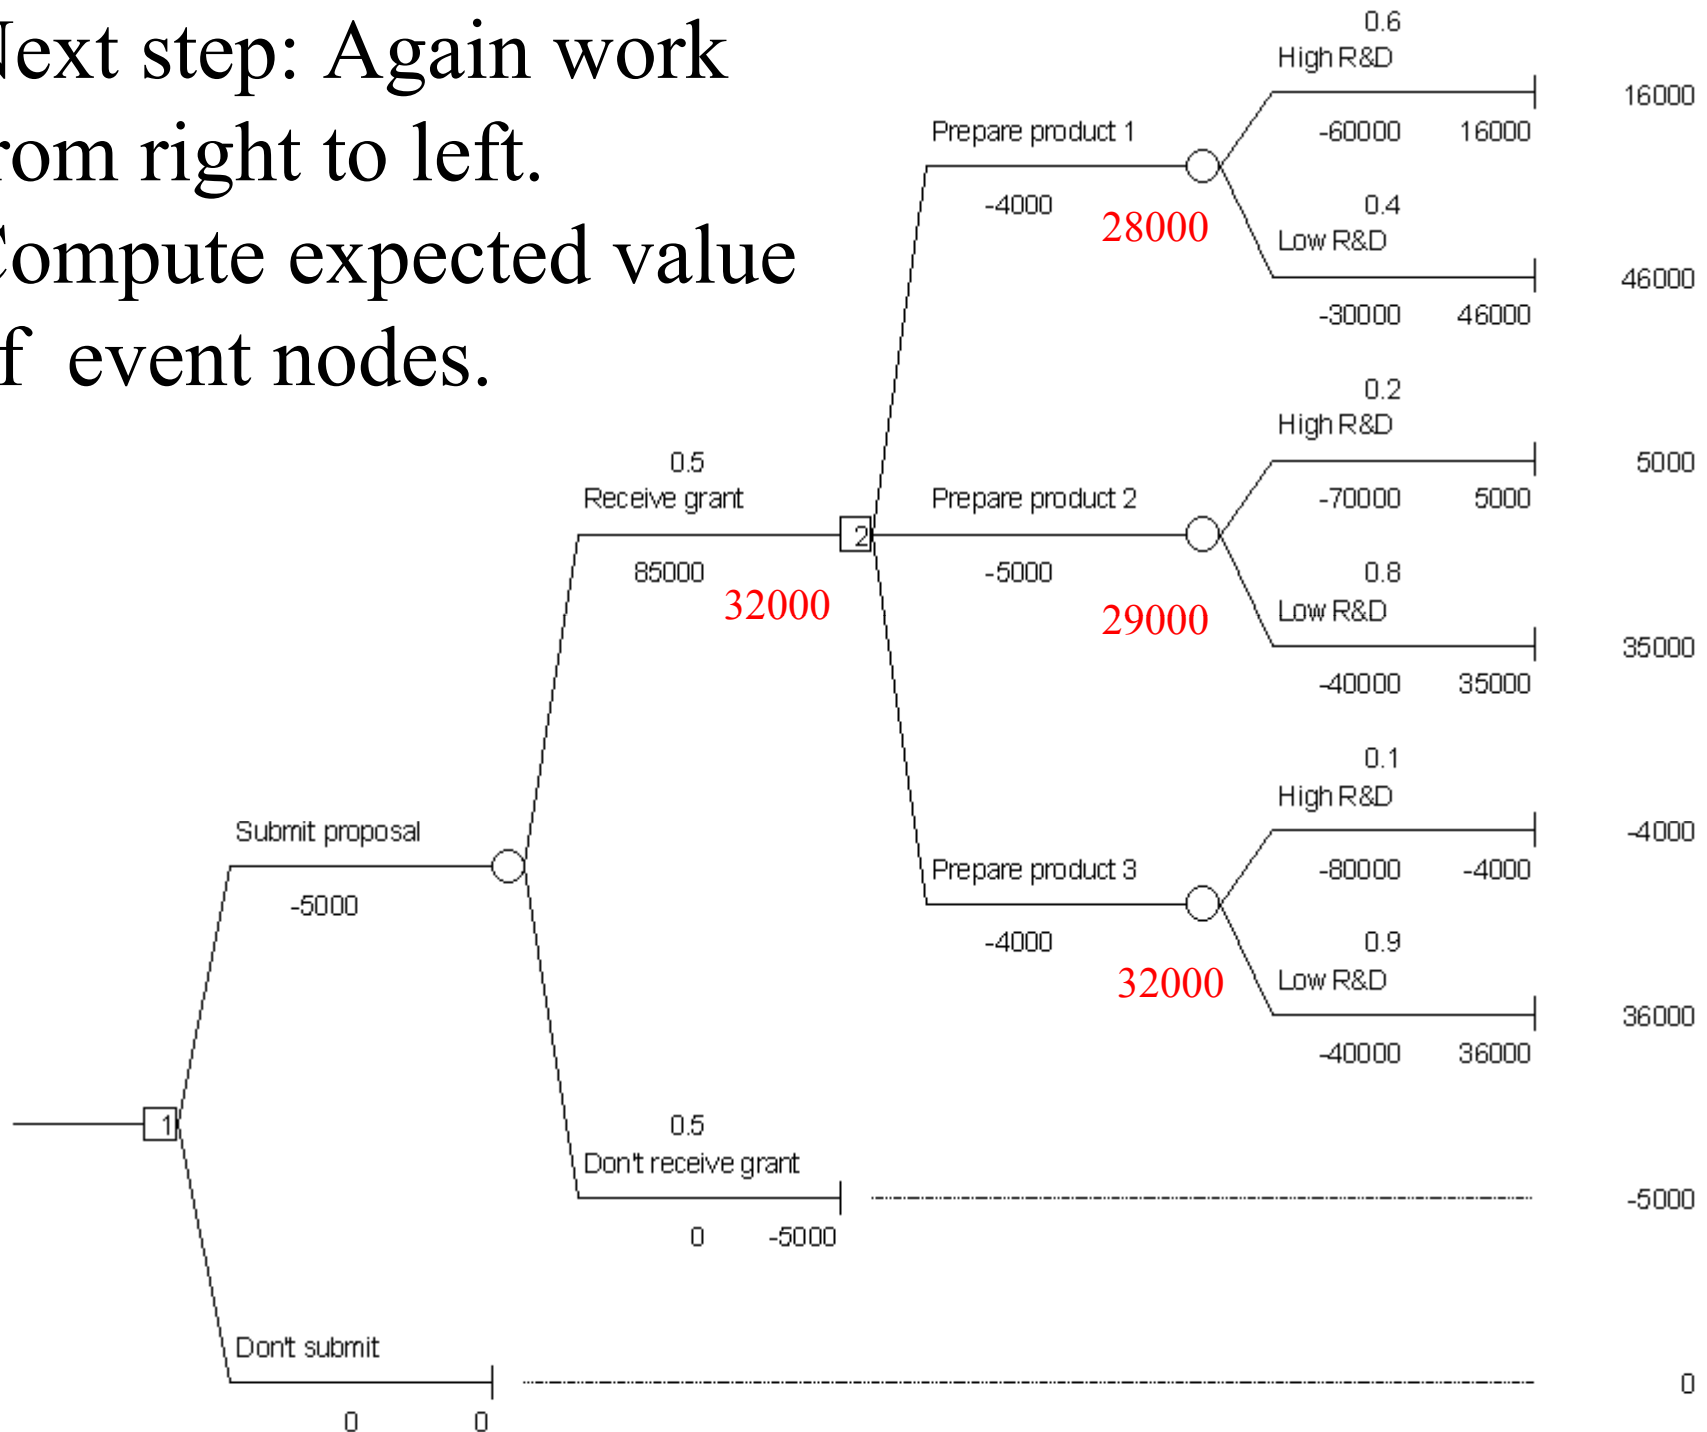 Next step: Again work
from right to left.
Compute expected value
of event nodes.
0.6
High R&D
16000
-60000 16000
Prepare product 1
-4000
28000
0.4
Low R&D
46000
-30000 46000
0.2
High R&D
5000
-70000 5000
0.5
Receive grant
2
85000
32000
Prepare product 2
-5000
29000
0.8
Low R&D
35000
-40000 35000
0.1
High R&D
-4000
-80000 -4000
Prepare product 3
-4000
32000
0.9
Low R&D
36000
-40000 36000
Submit proposal
-5000
1
0.5
Don't receive grant
-5000
0 -5000
Don't submit
0
0 0